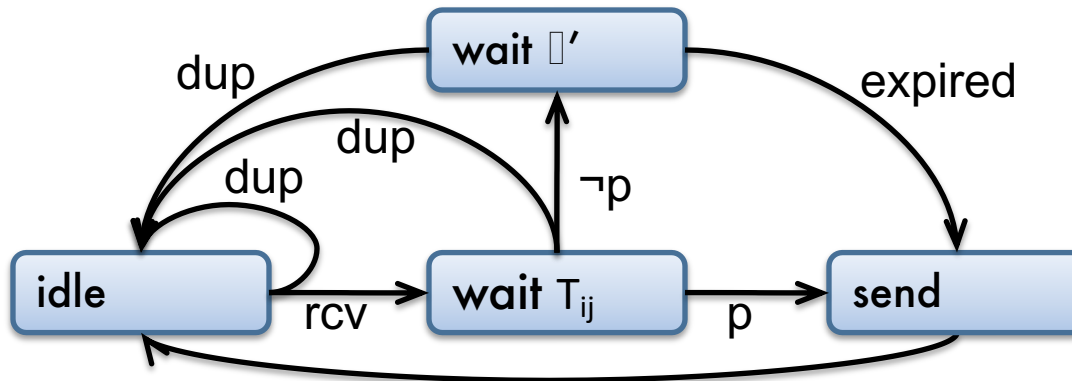 wait ▯′
dup
expired
dup
dup
¬p
idle
rcv
wait Tij
p
send